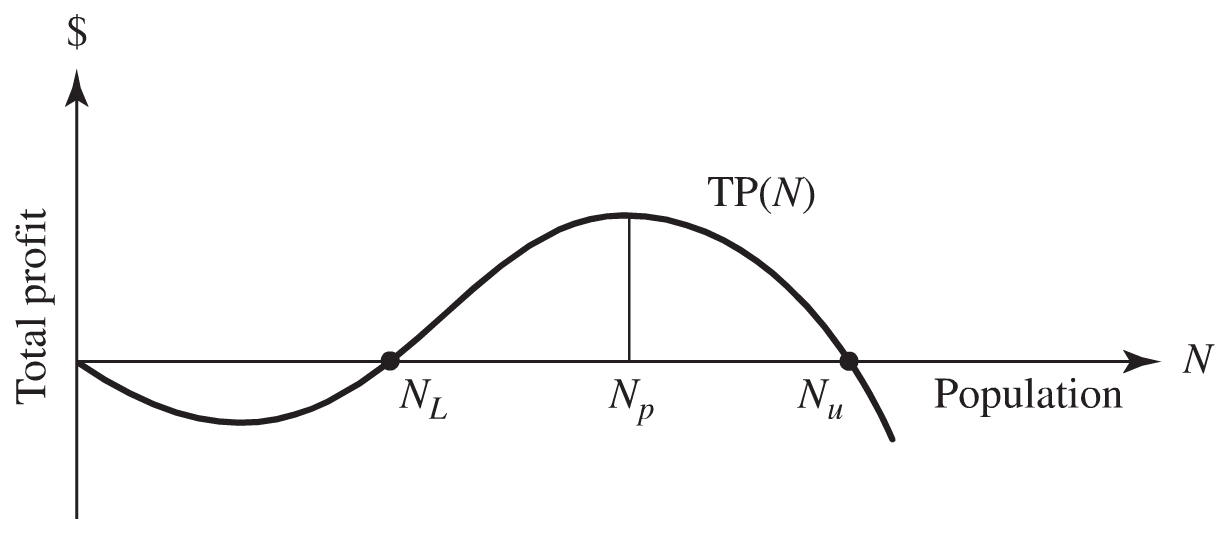 $
Total profit
TP(N)
N_L
N_p
N_u
Population
N